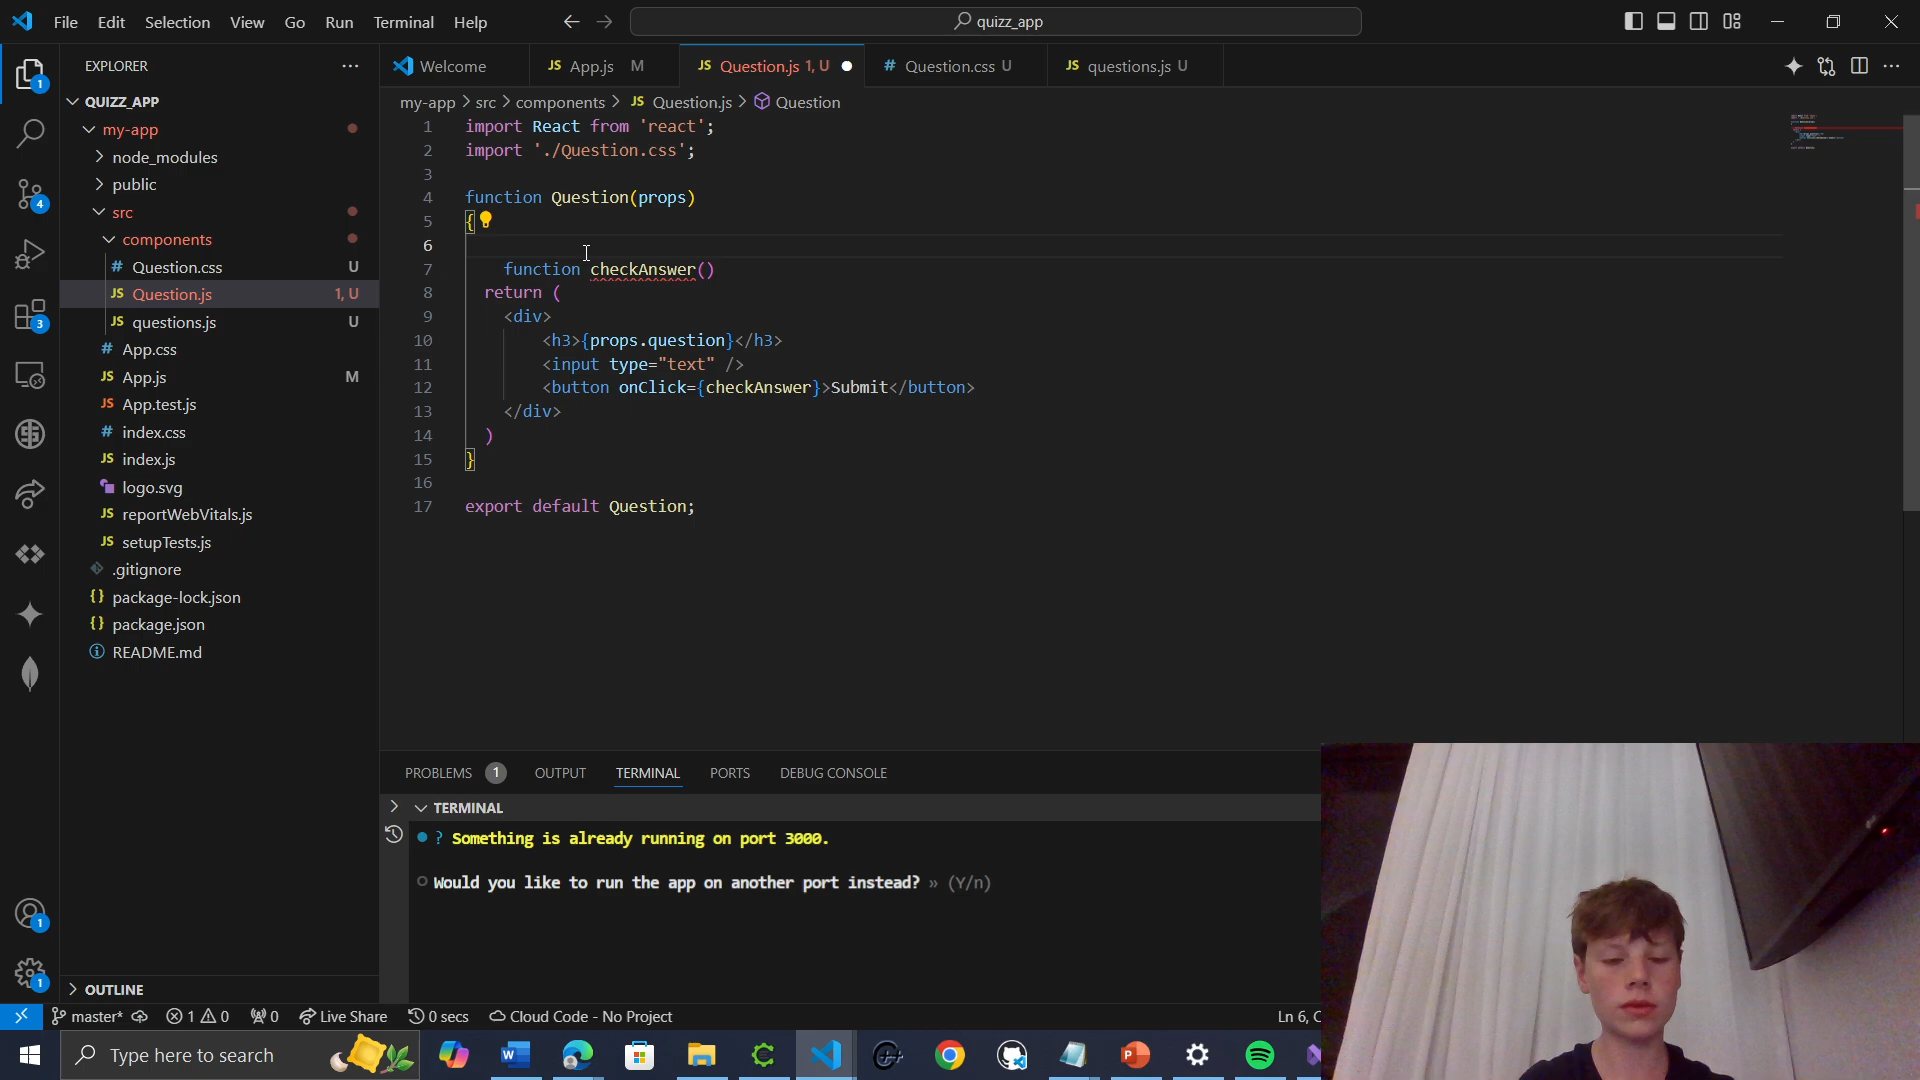 File Edit Selection View Go Run Terminal Help
quizz_app
EXPLORER
QUIZZ_APP
my-app
node_modules
public
src
components
Question.css U
Question.js 1, U
questions.js U
App.css
App.js M
App.test.js
index.css
index.js
logo.svg
reportWebVitals.js
setupTests.js
.gitignore
package-lock.json
package.json
README.md
OUTLINE
Welcome
JS App.js M
JS Question.js 1, U
# Question.css U
JS questions.js U
my-app > src > components > JS Question.js > Question
1 import React from 'react';
2 import './Question.css';
3
4 function Question(props)
5 {
6
7 function checkAnswer()
8 return (
9 <div>
10 <h3>{props.question}</h3>
11 <input type="text" />
12 <button onClick={checkAnswer}>Submit</button>
13 </div>
14 )
15 }
16
17 export default Question;
PROBLEMS 1 OUTPUT TERMINAL PORTS DEBUG CONSOLE
TERMINAL
? Something is already running on port 3000.
Would you like to run the app on another port instead? » (Y/n)
master* 1 0 0 Live Share 0 secs Cloud Code - No Project Ln 6, C
Type here to search